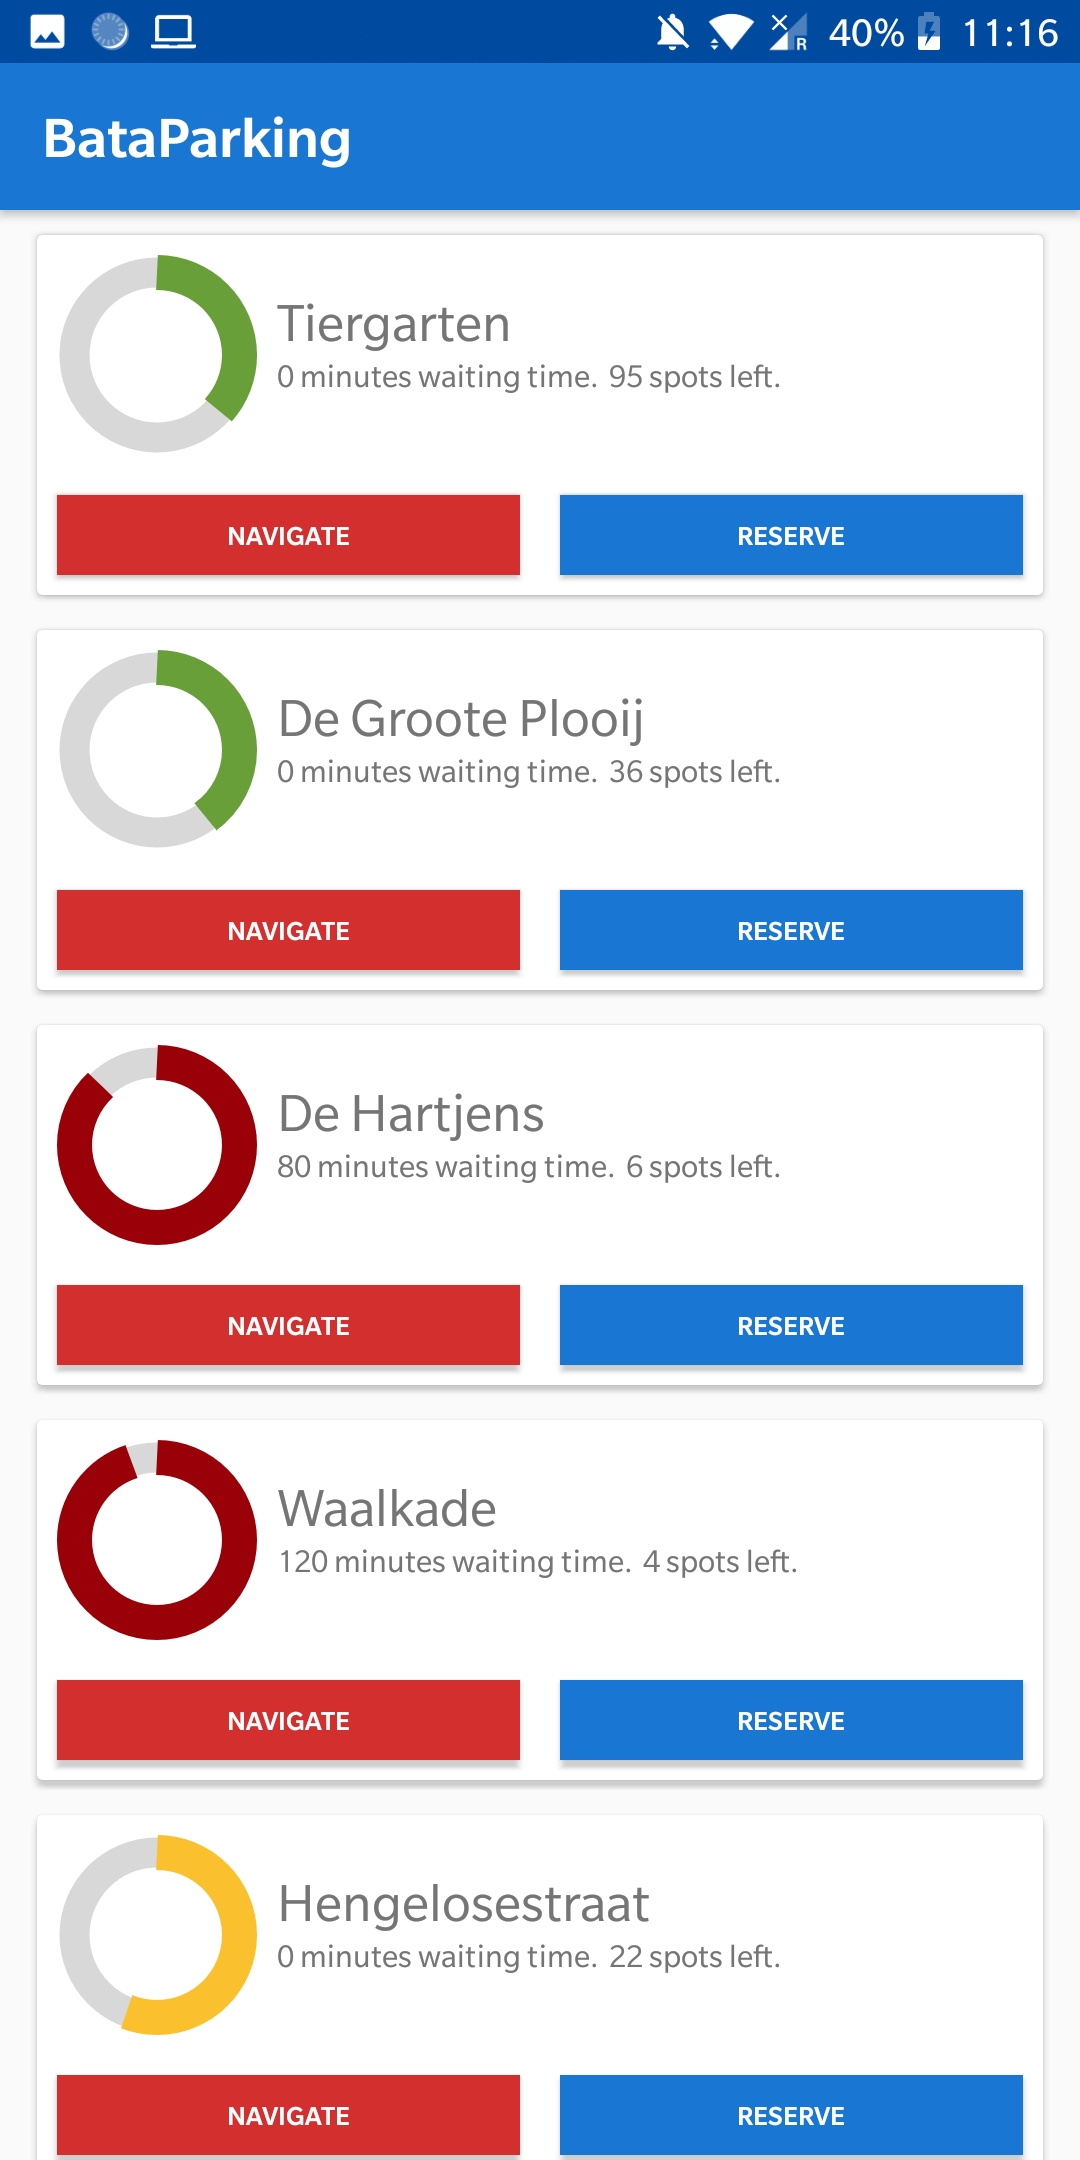 R 40% 11:16
BataParking
Tiergarten
0 minutes waiting time. 95 spots left.
NAVIGATE RESERVE
De Groote Plooij
0 minutes waiting time. 36 spots left.
NAVIGATE RESERVE
De Hartjens
80 minutes waiting time. 6 spots left.
NAVIGATE RESERVE
Waalkade
120 minutes waiting time. 4 spots left.
NAVIGATE RESERVE
Hengelosestraat
0 minutes waiting time. 22 spots left.
NAVIGATE RESERVE